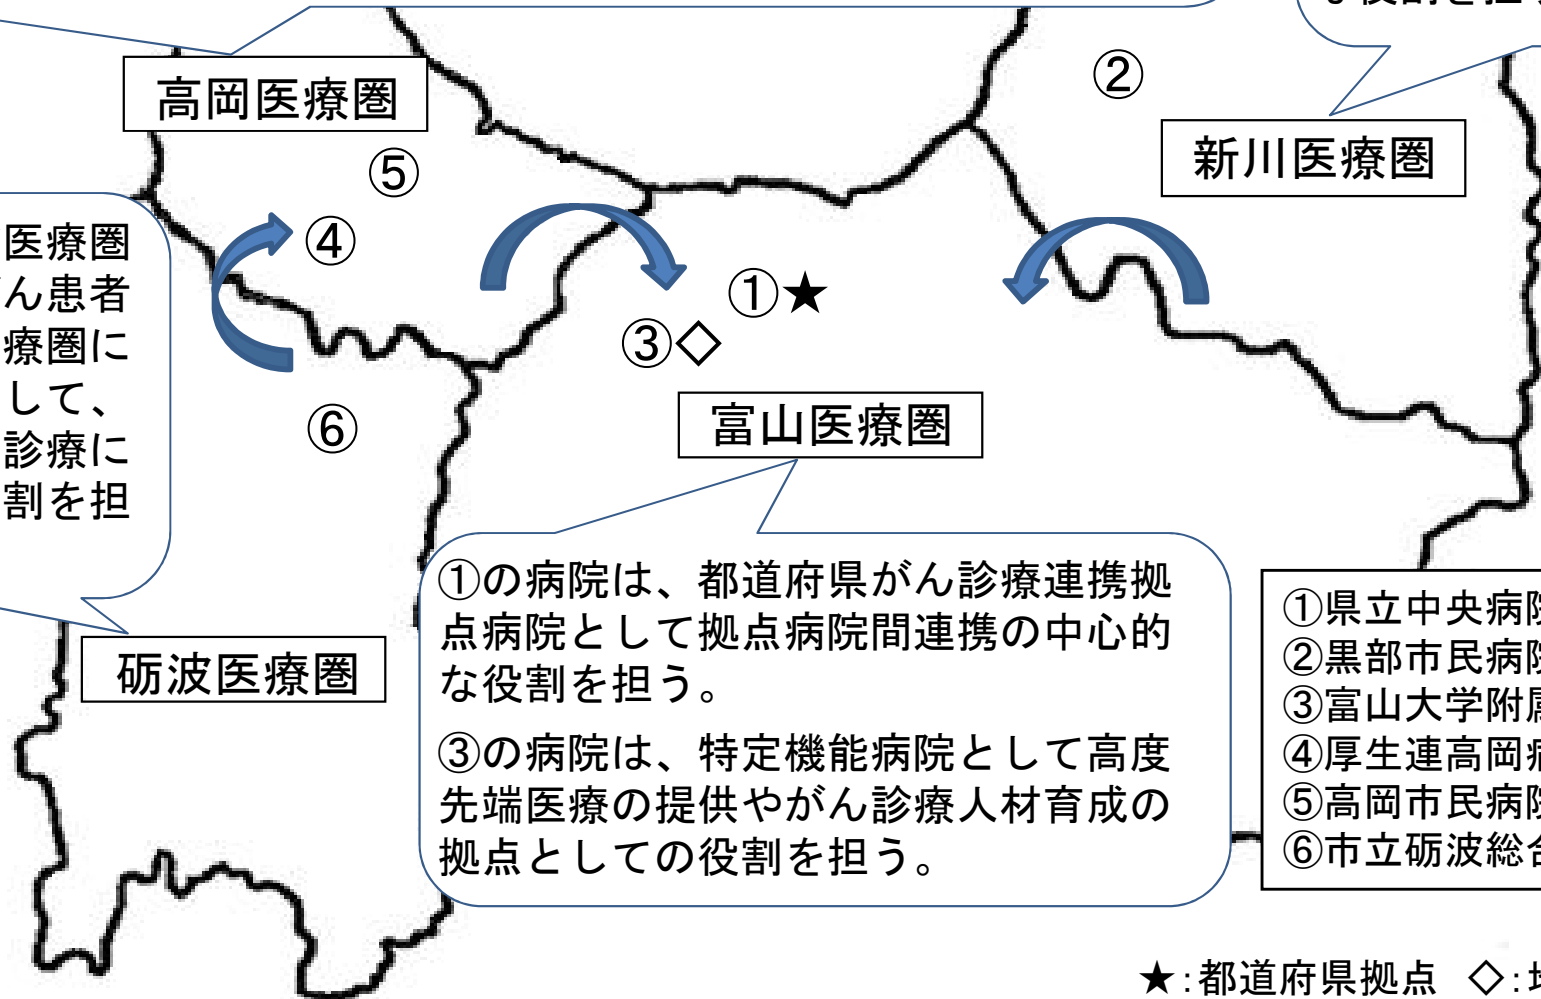 高岡医療圏
②
新川医療圏
⑤
④
医療圏
ん患者
療圏に
して、
診療に
割を担
①★
③◇
⑥
富山医療圏
①の病院は、都道府県がん診療連携拠
点病院として拠点病院間連携の中心的
な役割を担う。
③の病院は、特定機能病院として高度
先端医療の提供やがん診療人材育成の
拠点としての役割を担う。
砺波医療圏
①県立中央病院
②黒部市民病院
③富山大学附属
④厚生連高岡病
⑤高岡市民病院
⑥市立砺波総合
★:都道府県拠点 ◇:地